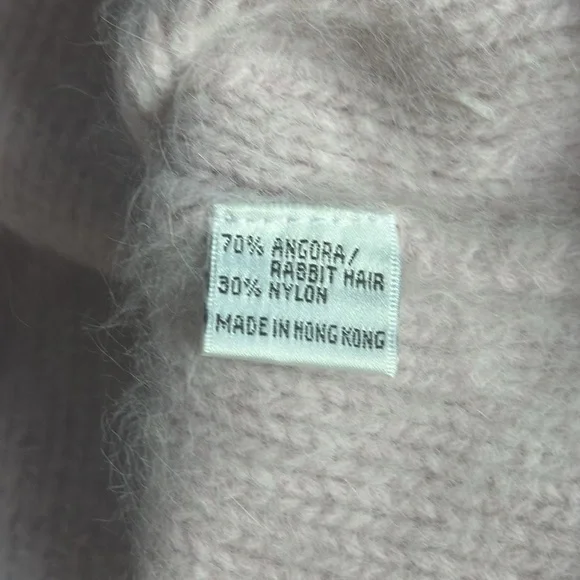 70% ANGORA/
RABBIT HAIR
30% NYLON
MADE IN HONG KONG